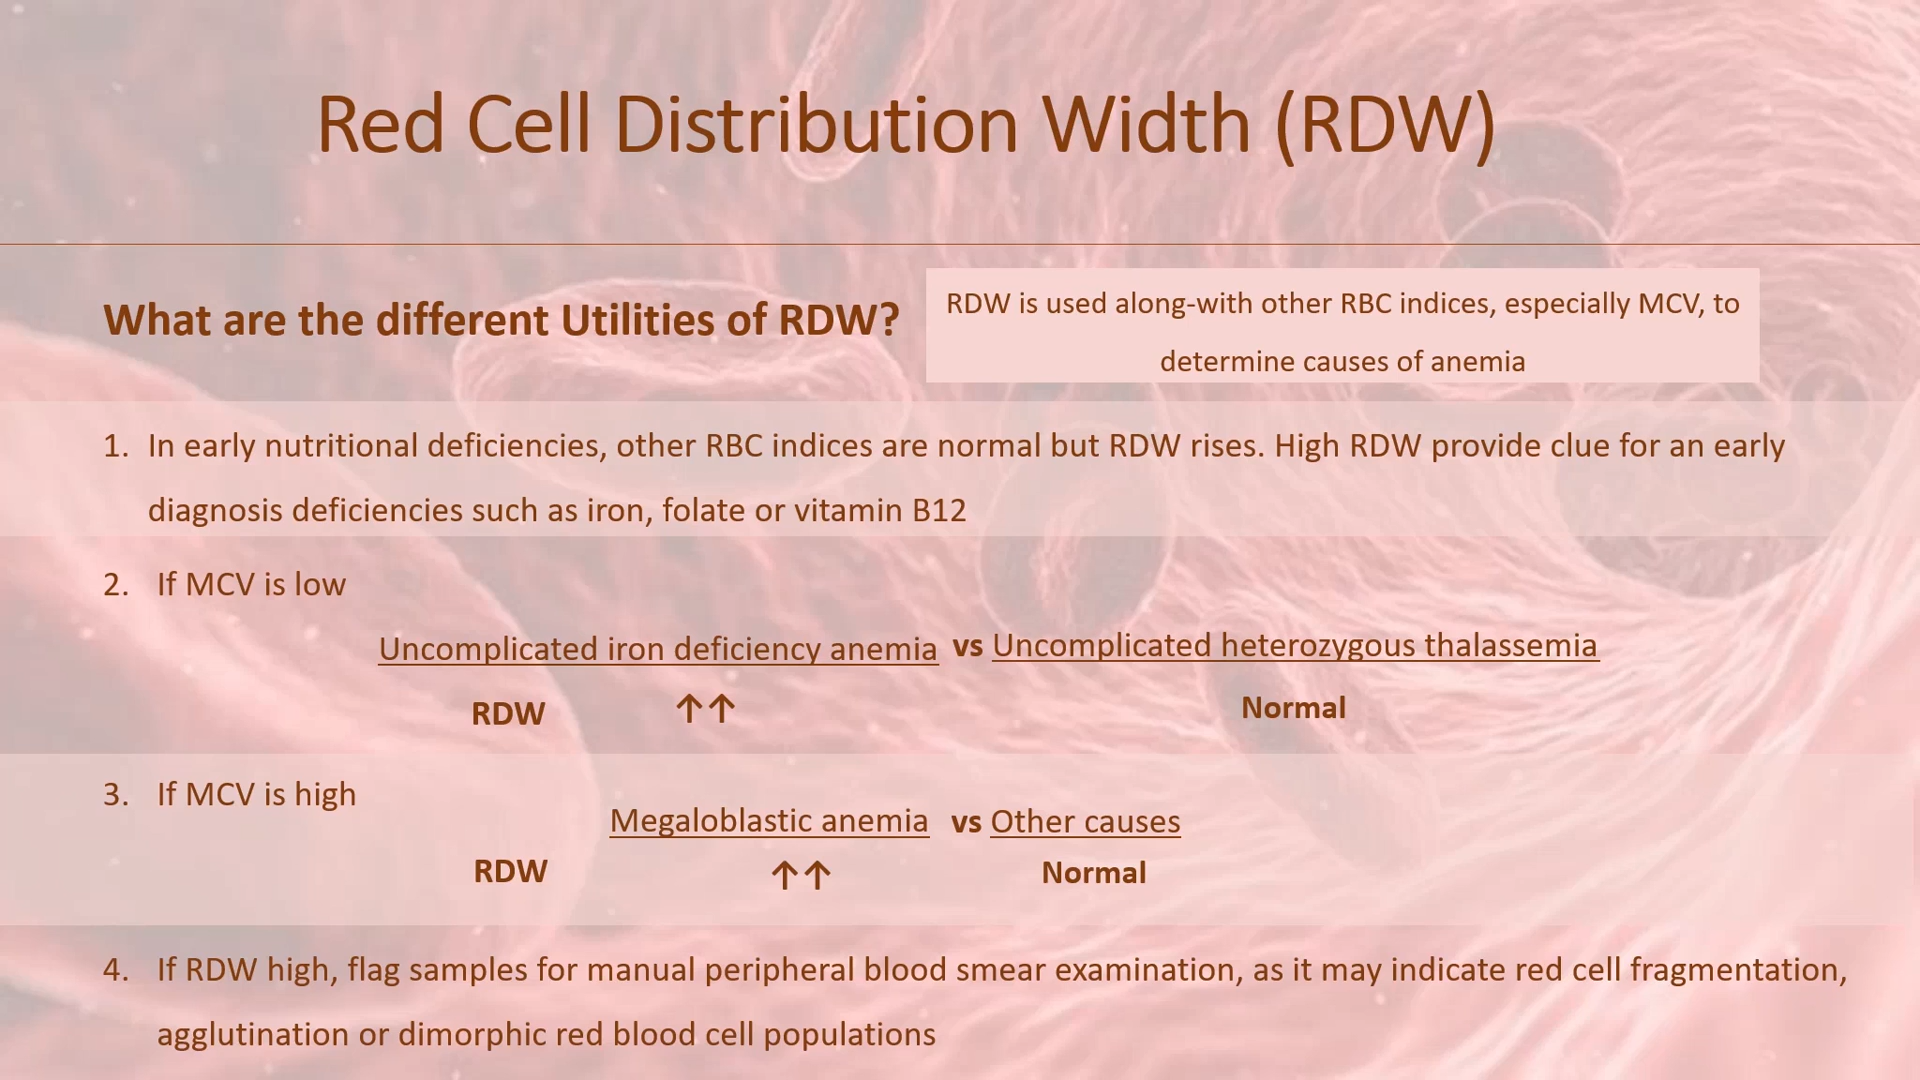 Red Cell Distribution Width (RDW)
What are the different Utilities of RDW?
RDW is used along-with other RBC indices, especially MCV, to
determine causes of anemia
1. In early nutritional deficiencies, other RBC indices are normal but RDW rises. High RDW provide clue for an early
diagnosis deficiencies such as iron, folate or vitamin B12
2. If MCV is low
Uncomplicated iron deficiency anemia vs Uncomplicated heterozygous thalassemia
RDW ↑↑ Normal
3. If MCV is high
Megaloblastic anemia vs Other causes
RDW ↑↑ Normal
4. If RDW high, flag samples for manual peripheral blood smear examination, as it may indicate red cell fragmentation,
agglutination or dimorphic red blood cell populations